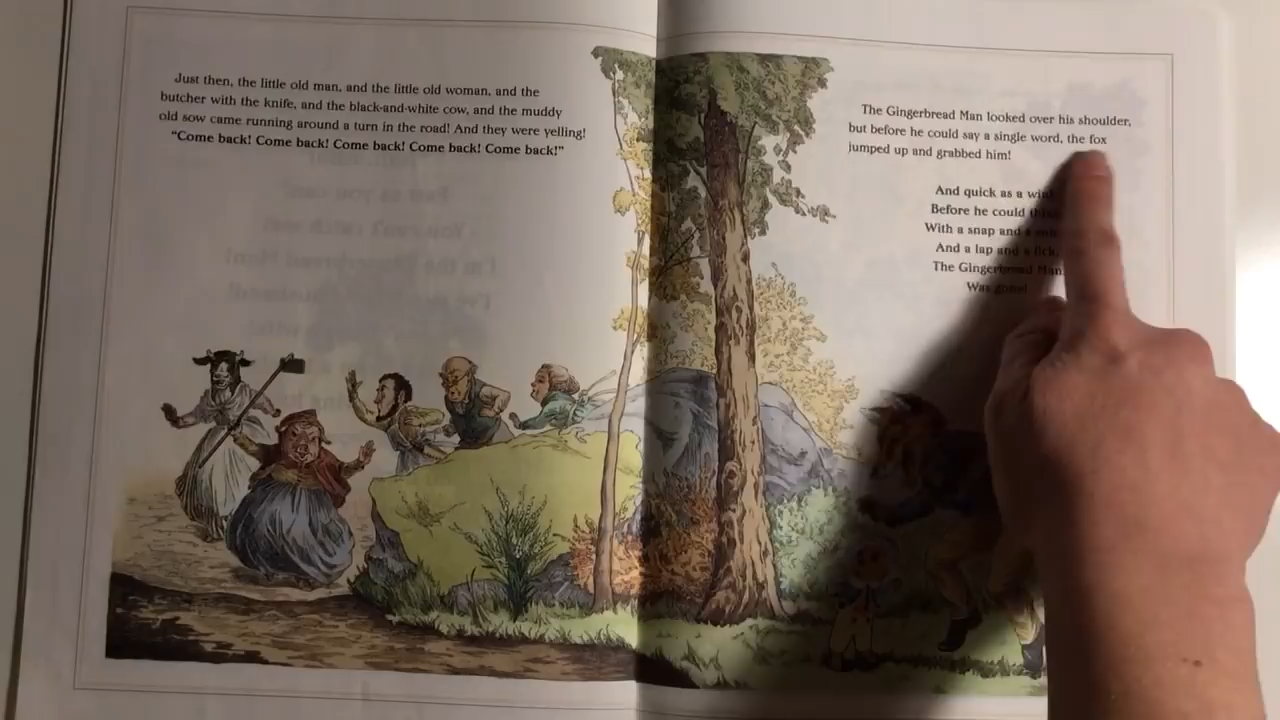 Just then, the little old man, and the little old woman, and the
butcher with the knife, and the black-and-white cow, and the muddy
old sow came running around a turn in the road! And they were yelling!
"Come back! Come back! Come back! Come back! Come back!"
The Gingerbread Man looked over his shoulder,
but before he could say a single word, the fox
jumped up and grabbed him!
And quick as a
Before he could
With a snap and a
And a lap and a lick,
The Gingerbread Man
Was gone!